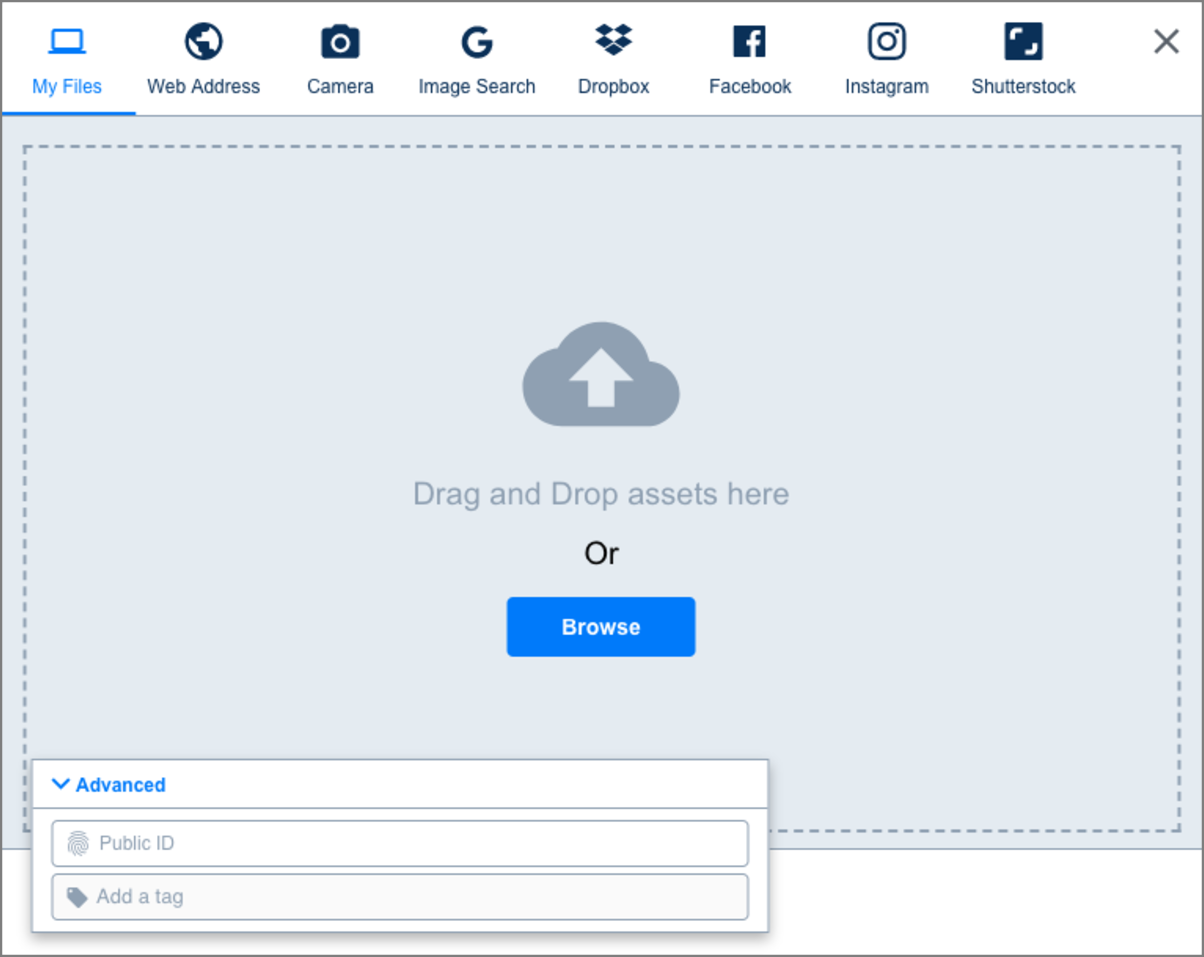 My Files
Web Address
Camera
Image Search
Dropbox
Facebook
Instagram
Shutterstock
Drag and Drop assets here
Or
Browse
Advanced
Public ID
Add a tag